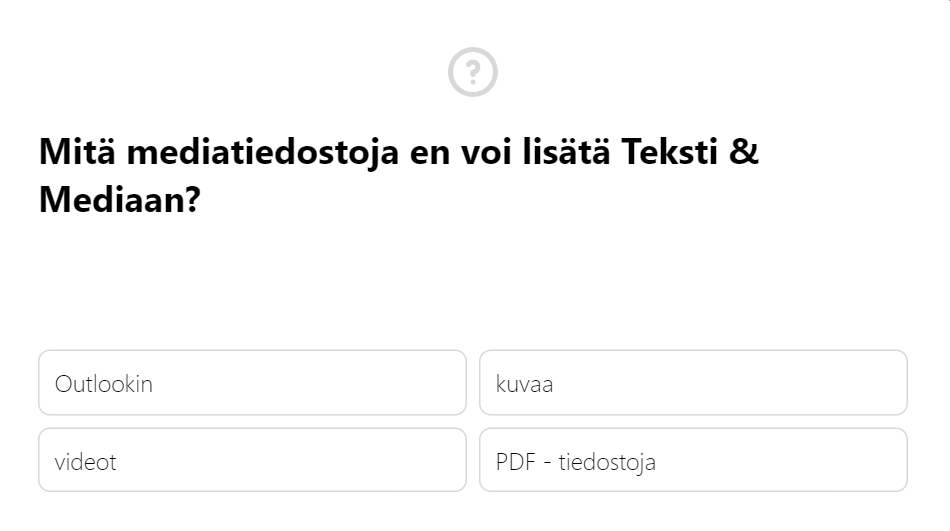 Mitä mediatiedostoja en voi lisätä Teksti &
Mediaan?
Outlookin
kuvaa
videot
PDF - tiedostoja